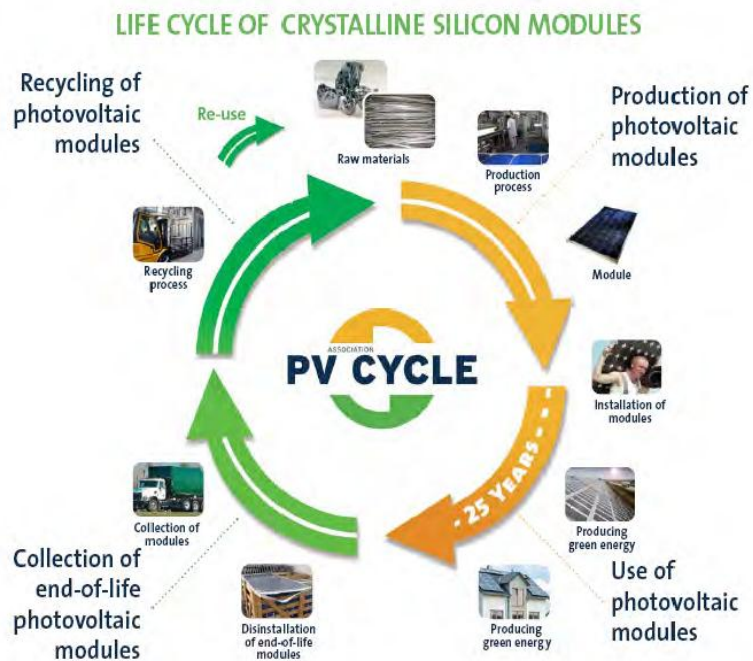 LIFE CYCLE OF CRYSTALLINE SILICON MODULES
Recycling of
photovoltaic
modules
Re-use
Raw materials
Production
process
Production of
photovoltaic
modules
Module
Recycling
process
ASSOCIATION
PV CYCLE
Installation of
modules
- 25 YEARS - - -
Producing
green energy
Use of
photovoltaic
modules
Producing
green energy
Disinstallation
of end-of-life
modules
Collection of
modules
Collection of
end-of-life
photovoltaic
modules